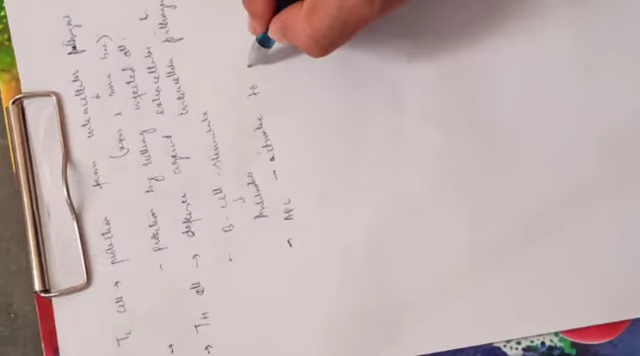 Tc cell → protection from intracellular pathogens
(virus & some bac)
→ - protection by killing infected cell.
→ TH cell → defence against extracellular &
intracellular pathogens
- B-cell - stimulate
↓
Antibodies
- APC - activate to